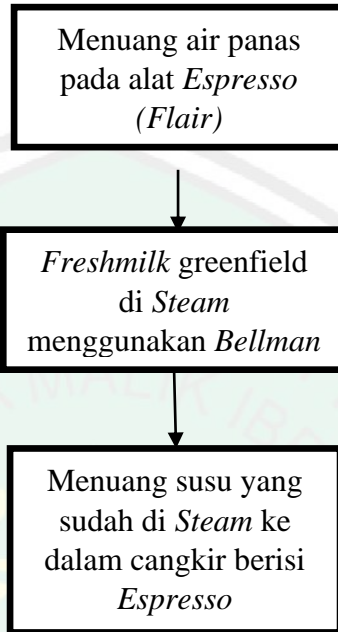 Menuang air panas
pada alat Espresso
(Flair)
Freshmilk greenfield
di Steam
menggunakan Bellman
Menuang susu yang
sudah di Steam ke
dalam cangkir berisi
Espresso